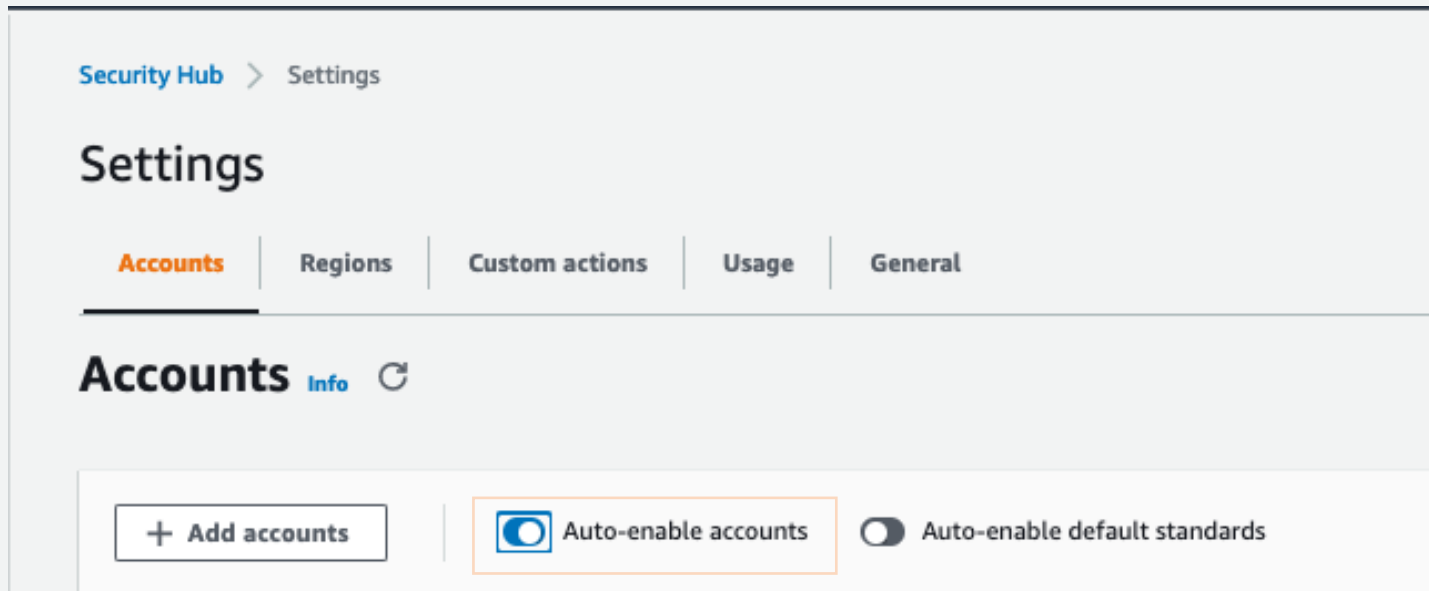 Security Hub > Settings
Settings
Accounts Regions Custom actions Usage General
Accounts Info
+ Add accounts Auto-enable accounts Auto-enable default standards